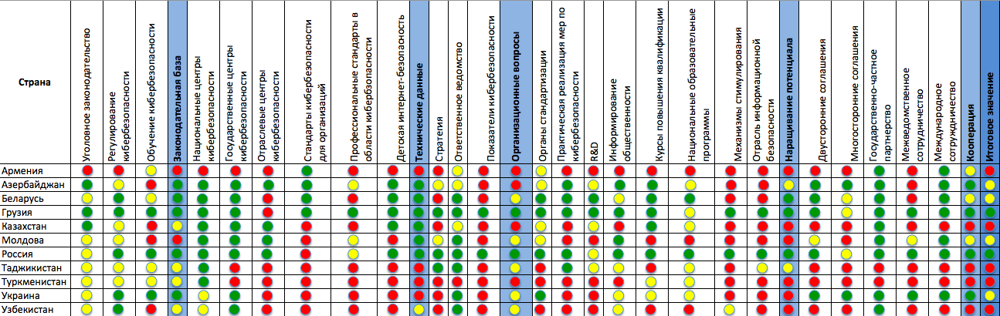 Страна
Уголовное законодательство
Регулирование
кибербезопасности
Обучение кибербезопасности
Законодательная база
Национальные центры
кибербезопасности
Государственные центры
кибербезопасности
Отраслевые центры
кибербезопасности
Стандарты кибербезопасности
для организаций
Профессиональные стандарты в
области кибербзопасности
Детская интернет-безопасность
Технические данные
Стратегия
Ответственное ведомство
Показатели кибербезопасности
Организационные вопросы
Органы стандартизации
Практическая реализация мер по
кибербезопасности
R&D
Информирование
общественности
Курсы повышения квалификации
Национальные образовательные
программы
Механизмы стимулирования
Отрасль информационной
безопасности
Наращивание потенциала
Двусторонние соглашения
Многосторонние соглашения
Государственно-частное
партнерство
Межведомственное
сотрудничество
Международное
сотружднчиество
Кооперация
Итоговое значение
Армения
Азербайджан
Беларусь
Грузия
Казахстан
Молдова
Россия
Таджикистан
Туркменистан
Украина
Узбекистан